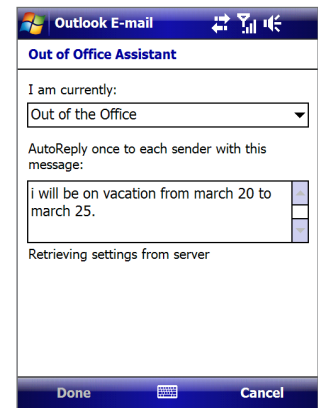 Outlook E-mail
Out of Office Assistant
I am currently:
Out of the Office
AutoReply once to each sender with this
message:
i will be on vacation from march 20 to
march 25.
Retrieving settings from server
Done
Cancel